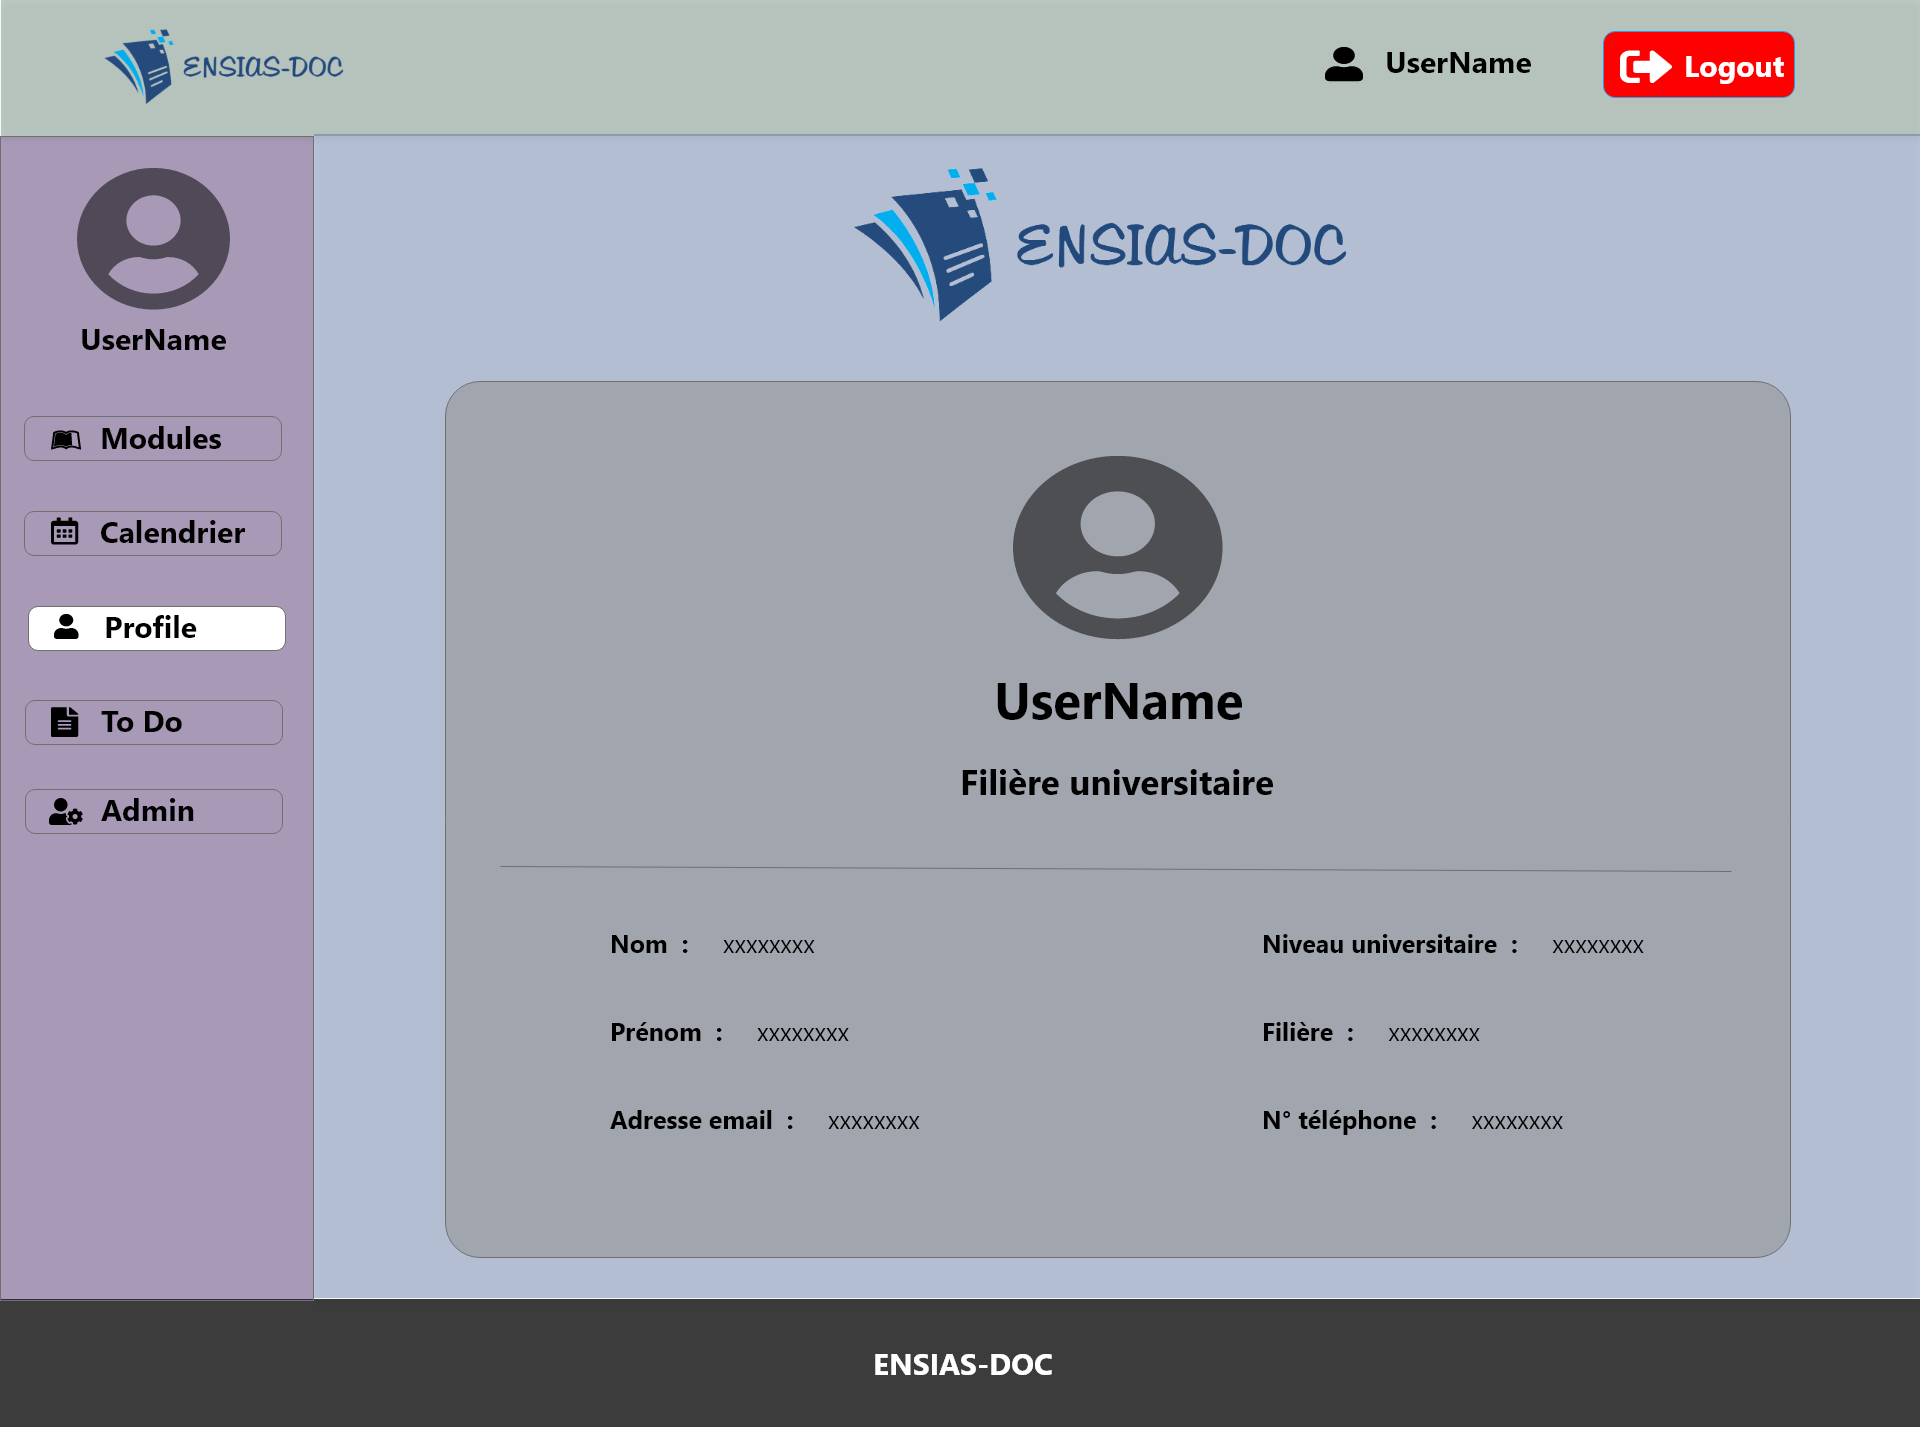 ENSIAS-DOC
UserName
Logout
UserName
Modules
Calendrier
Profile
To Do
Admin
ENSIAS-DOC
UserName
Filière universitaire
Nom : xxxxxxxx
Niveau universitaire : xxxxxxxx
Prénom : xxxxxxxx
Filière : xxxxxxxx
Adresse email : xxxxxxxx
N° téléphone : xxxxxxxx
ENSIAS-DOC